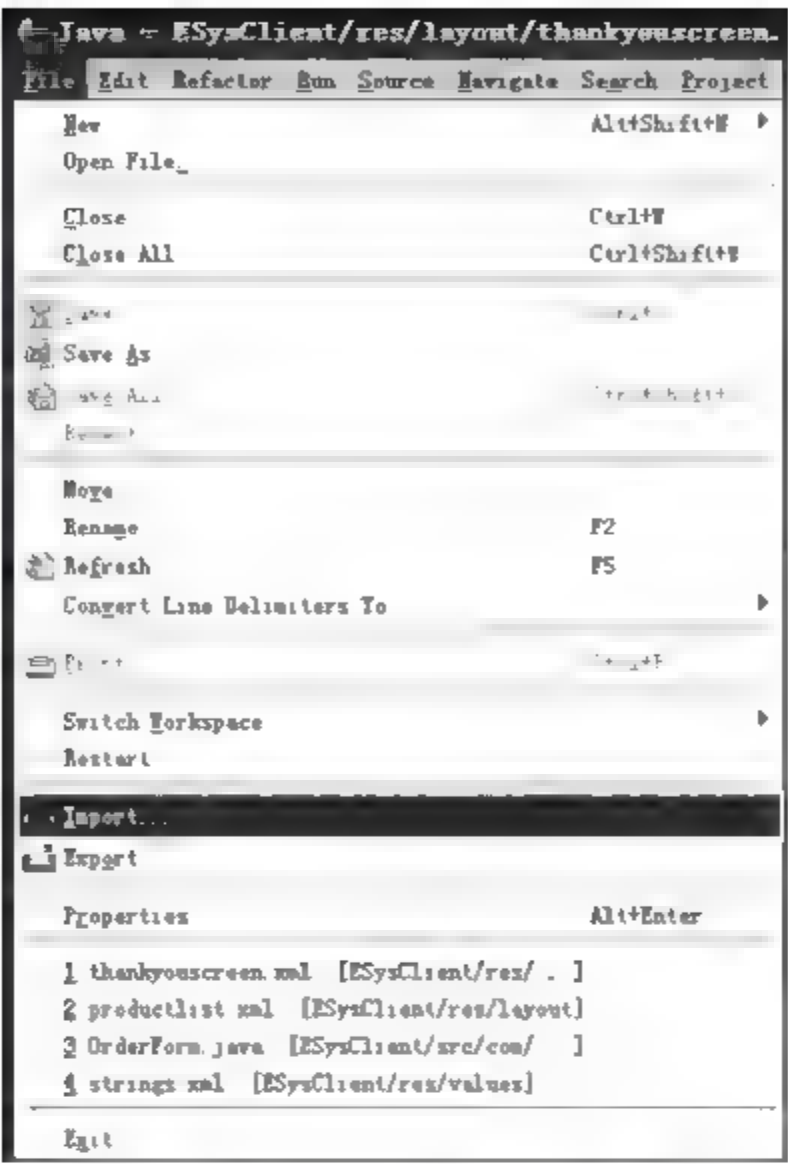 Java - ESysClient/res/layout/thankyouscreen.
File Edit Refactor Run Source Navigate Search Project
New Alt+Shift+N
Open File..
Close Ctrl+W
Close All Ctrl+Shift+W
Save As
Move
Rename F2
Refresh F5
Convert Line Delimiters To
Switch Workspace
Restart
Import...
Export
Properties Alt+Enter
1 thankyouscreen.xml [ESysClient/res/ . ]
2 productlist xml [ESysClient/res/layout]
3 OrderForm.java [ESysClient/src/com/ ]
4 strings xml [ESysClient/res/values]
Exit